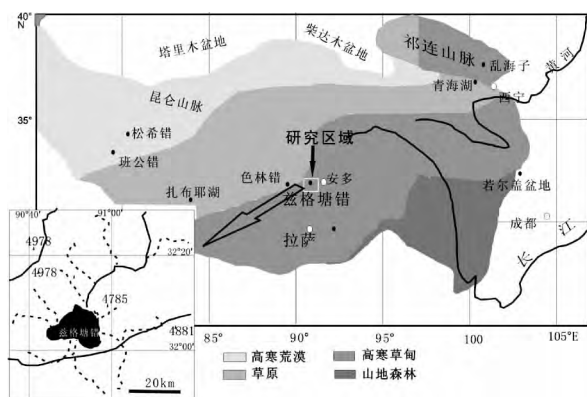 40°
N
35
塔里木盆地
柴达木盆地
祁连山脉
乱海子
青海湖
西宁
黄河
昆仑山脉
松希错
班公错
研究区域
扎布耶湖
色林错
安多
兹格塘错
若尔盖盆地
拉萨
成都
长江
90°40'
91°00'
4978
32°20'
4978
4785
兹格塘错
4881
32°00'
20km
85°
90°
95°
100
105°E
高寒荒漠
高寒草甸
草原
山地森林